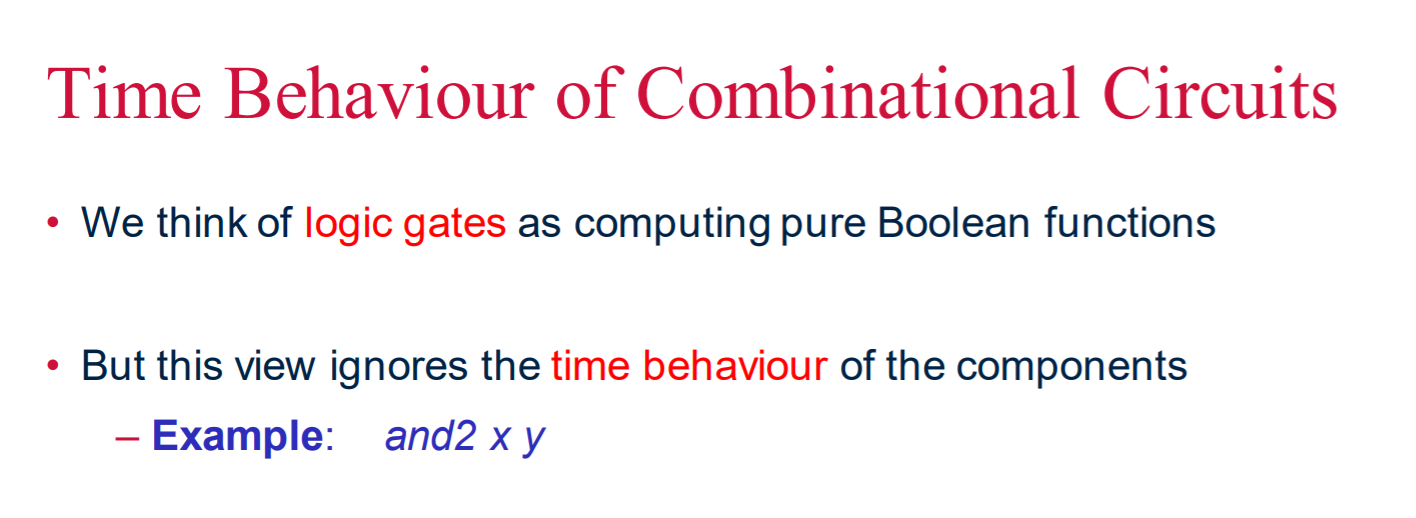 Time Behaviour of Combinational Circuits
• We think of logic gates as computing pure Boolean functions
• But this view ignores the time behaviour of the components
– Example: and2 x y